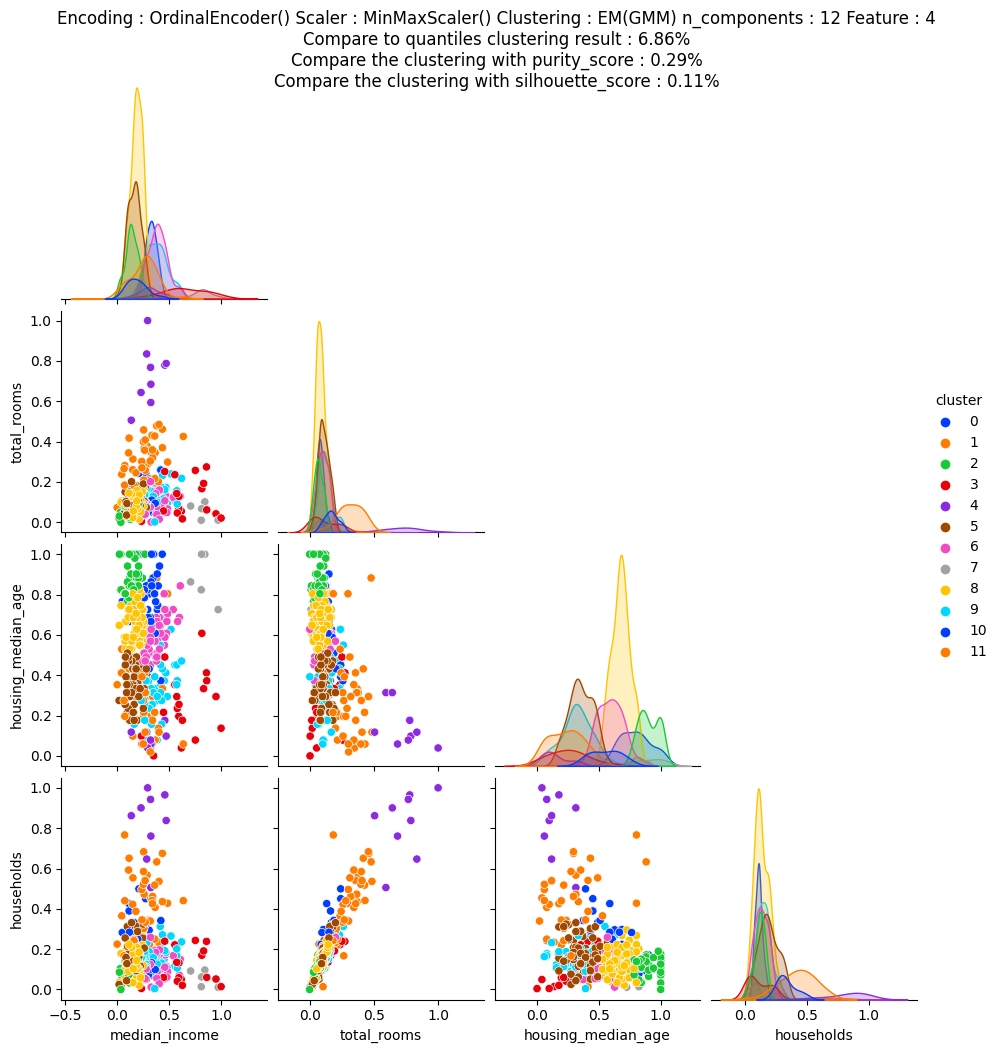 Encoding : OrdinalEncoder() Scaler : MinMaxScaler() Clustering : EM(GMM) n_components : 12 Feature : 4
Compare to quantiles clustering result : 6.86%
Compare the clustering with purity_score : 0.29%
Compare the clustering with silhouette_score : 0.11%
1.0
0.8
0.6
0.4
0.2
0.0
total_rooms
cluster
0
1
2
3
4
5
6
7
8
9
10
11
1.0
0.8
0.6
0.4
0.2
0.0
housing_median_age
1.0
0.8
0.6
0.4
0.2
0.0
households
−0.5 0.0 0.5 1.0
0.0 0.5 1.0
0.0 0.5 1.0
0.0 0.5 1.0
median_income
total_rooms
housing_median_age
households